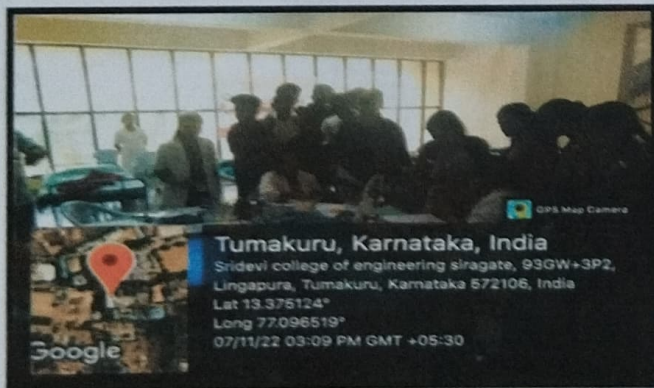 GPS Map Camera
Tumakuru, Karnataka, India
Sridevi college of engineering siragate, 93GW+3P2,
Lingapura, Tumakuru, Karnataka 572106, India
Lat 13.375124°
Long 77.096519°
07/11/22 03:09 PM GMT +05:30
Google